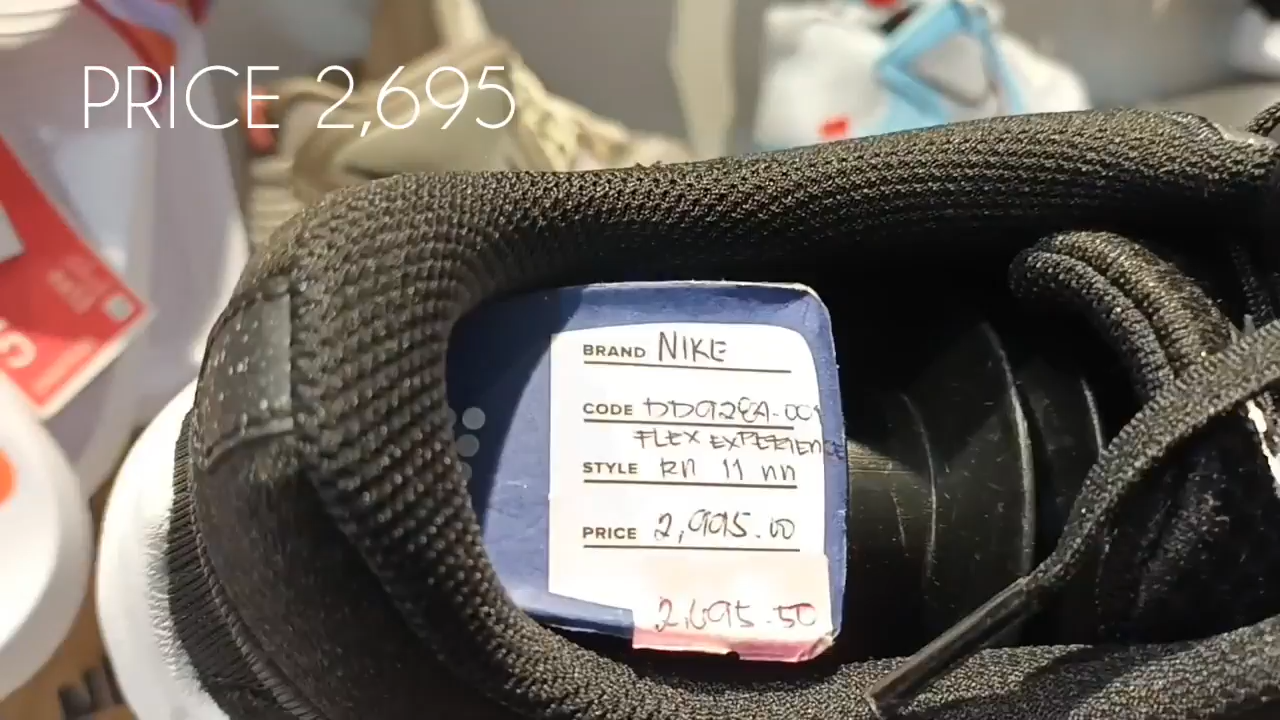 PRICE 2,695
BRAND NIKE
CODE DD9284-001
FLEX EXPERIENCE
STYLE RN 11 NN
PRICE 2,995.00
2,695.50